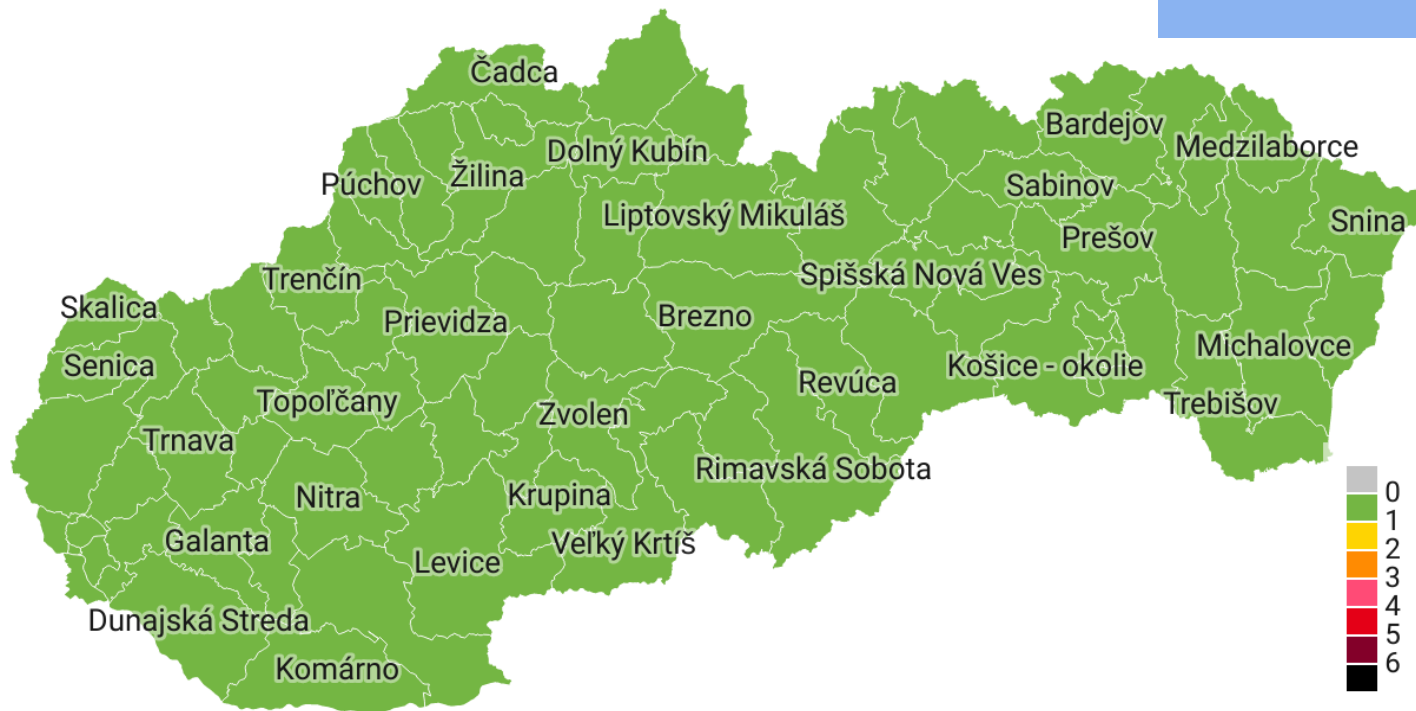 Čadca
Bardejov
Medzilaborce
Dolný Kubín
Žilina
Púchov
Sabinov
Liptovský Mikuláš
Snina
Prešov
Spišská Nová Ves
Trenčín
Skalica
Brezno
Prievidza
Michalovce
Senica
Košice - okolie
Revúca
Topoľčany
Trebišov
Zvolen
Trnava
Rimavská Sobota
Krupina
Nitra
Galanta
Veľký Krtíš
Levice
Dunajská Streda
Komárno
0
1
2
3
4
5
6